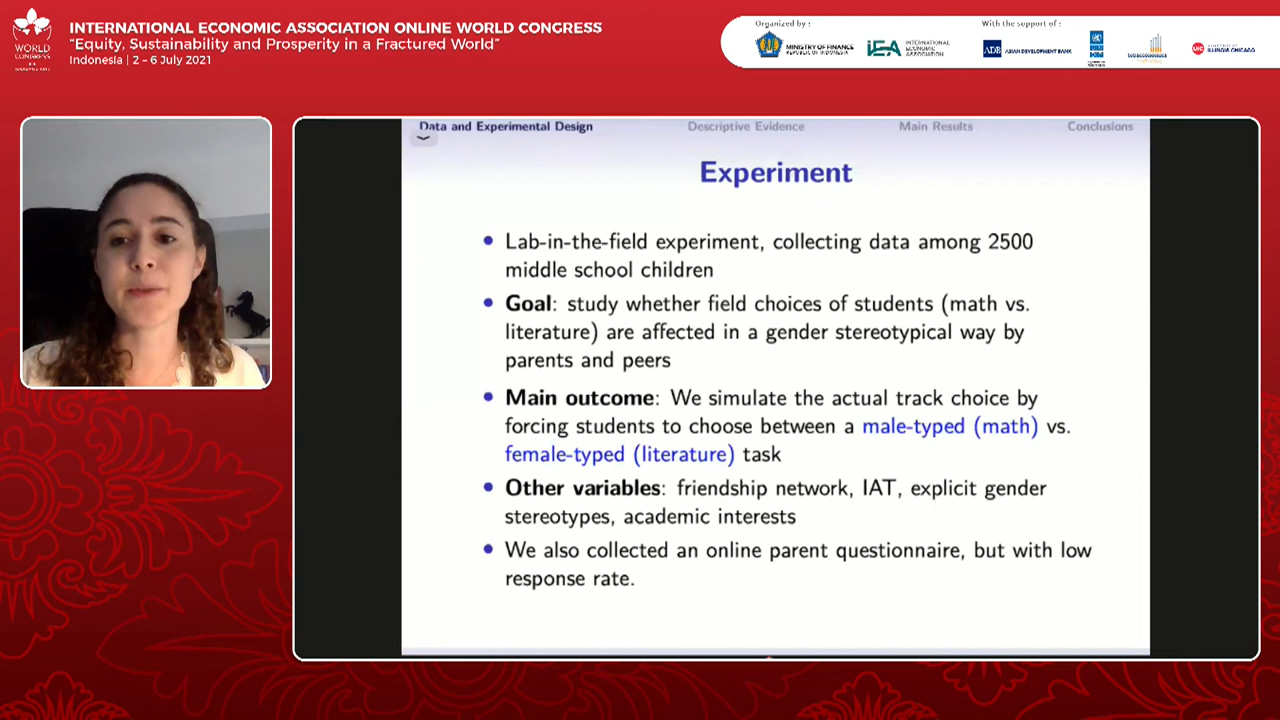 INTERNATIONAL ECONOMIC ASSOCIATION ONLINE WORLD CONGRESS
"Equity, Sustainability and Prosperity in a Fractured World"
Indonesia | 2 - 6 July 2021
WORLD
CONGRESS
Organized by :
With the support of :
MINISTRY OF FINANCE
REPUBLIC OF INDONESIA
iEA
INTERNATIONAL
ECONOMIC
ASSOCIATION
ADB
ASIAN DEVELOPMENT BANK
UIC
ILLINOIS CHICAGO
Data and Experimental Design
Descriptive Evidence
Main Results
Conclusions
Experiment
• Lab-in-the-field experiment, collecting data among 2500
middle school children
• Goal: study whether field choices of students (math vs.
literature) are affected in a gender stereotypical way by
parents and peers
• Main outcome: We simulate the actual track choice by
forcing students to choose between a male-typed (math) vs.
female-typed (literature) task
• Other variables: friendship network, IAT, explicit gender
stereotypes, academic interests
• We also collected an online parent questionnaire, but with low
response rate.